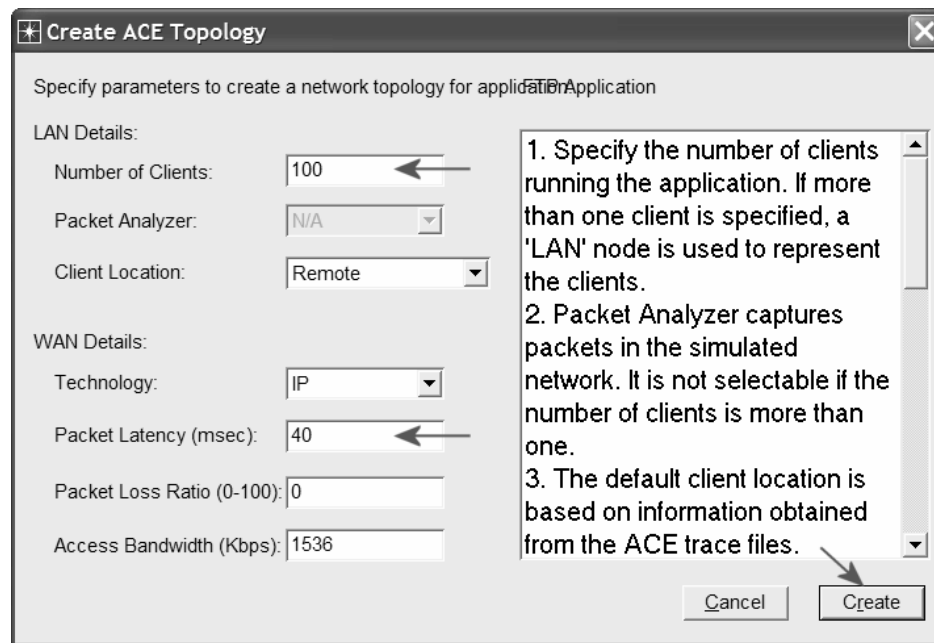 Create ACE Topology
Specify parameters to create a network topology for application FTP Application
LAN Details:
Number of Clients: 100
Packet Analyzer: N/A
Client Location: Remote
WAN Details:
Technology: IP
Packet Latency (msec): 40
Packet Loss Ratio (0-100): 0
Access Bandwidth (Kbps): 1536
1. Specify the number of clients
running the application. If more
than one client is specified, a
'LAN' node is used to represent
the clients.
2. Packet Analyzer captures
packets in the simulated
network. It is not selectable if the
number of clients is more than
one.
3. The default client location is
based on information obtained
from the ACE trace files.
Cancel
Create